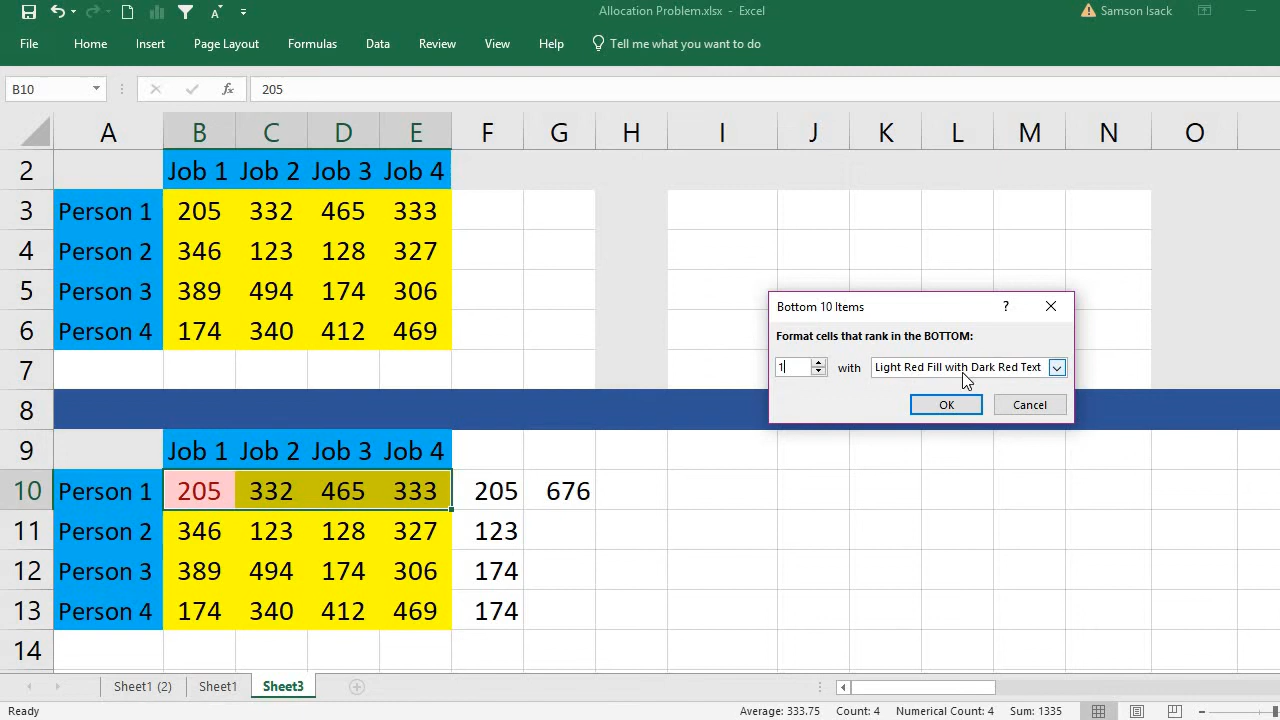 Allocation Problem.xlsx - Excel
Samson Isack
File Home Insert Page Layout Formulas Data Review View Help Tell me what you want to do
B10 fx 205
A B C D E F G H I J K L M N O
2 Job 1 Job 2 Job 3 Job 4
3 Person 1 205 332 465 333
4 Person 2 346 123 128 327
5 Person 3 389 494 174 306
6 Person 4 174 340 412 469
7
8
9 Job 1 Job 2 Job 3 Job 4
10 Person 1 205 332 465 333 205 676
11 Person 2 346 123 128 327 123
12 Person 3 389 494 174 306 174
13 Person 4 174 340 412 469 174
14
Bottom 10 Items ?
Format cells that rank in the BOTTOM:
1 with Light Red Fill with Dark Red Text
OK Cancel
Sheet1 (2) Sheet1 Sheet3
Ready Average: 333.75 Count: 4 Numerical Count: 4 Sum: 1335